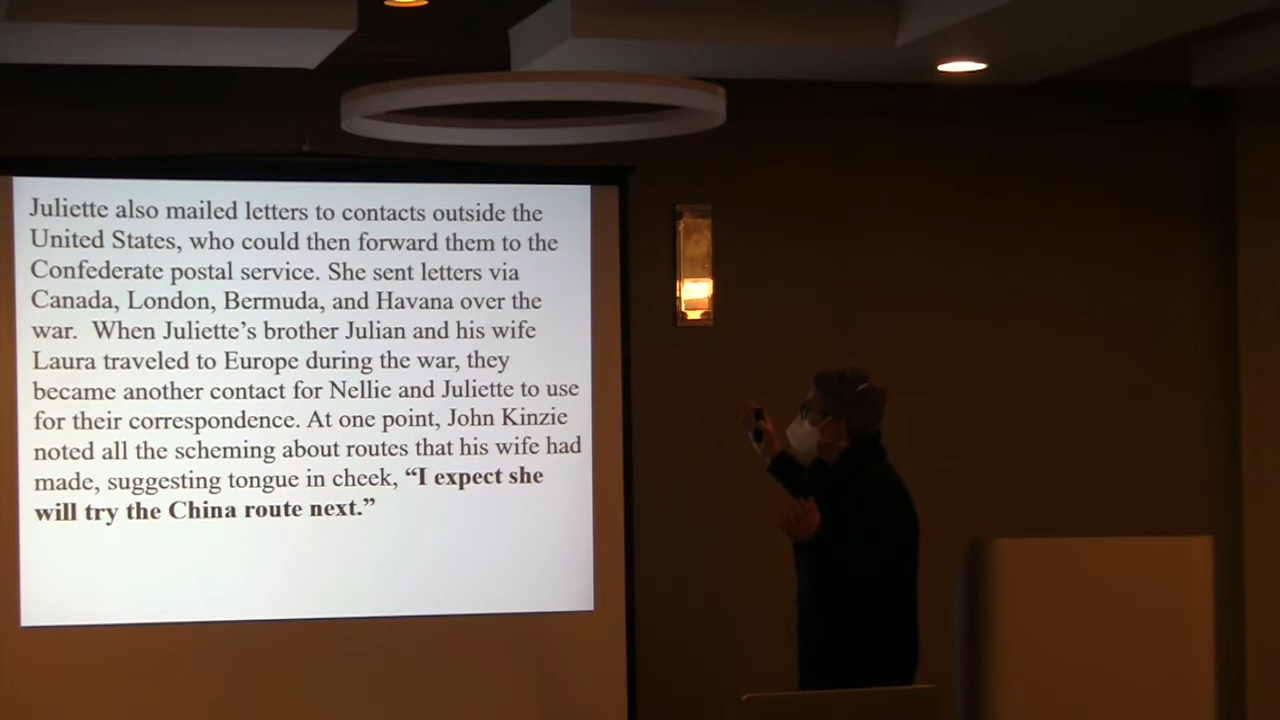 Juliette also mailed letters to contacts outside the
United States, who could then forward them to the
Confederate postal service. She sent letters via
Canada, London, Bermuda, and Havana over the
war.  When Juliette’s brother Julian and his wife
Laura traveled to Europe during the war, they
became another contact for Nellie and Juliette to use
for their correspondence. At one point, John Kinzie
noted all the scheming about routes that his wife had
made, suggesting tongue in cheek, “I expect she
will try the China route next.”